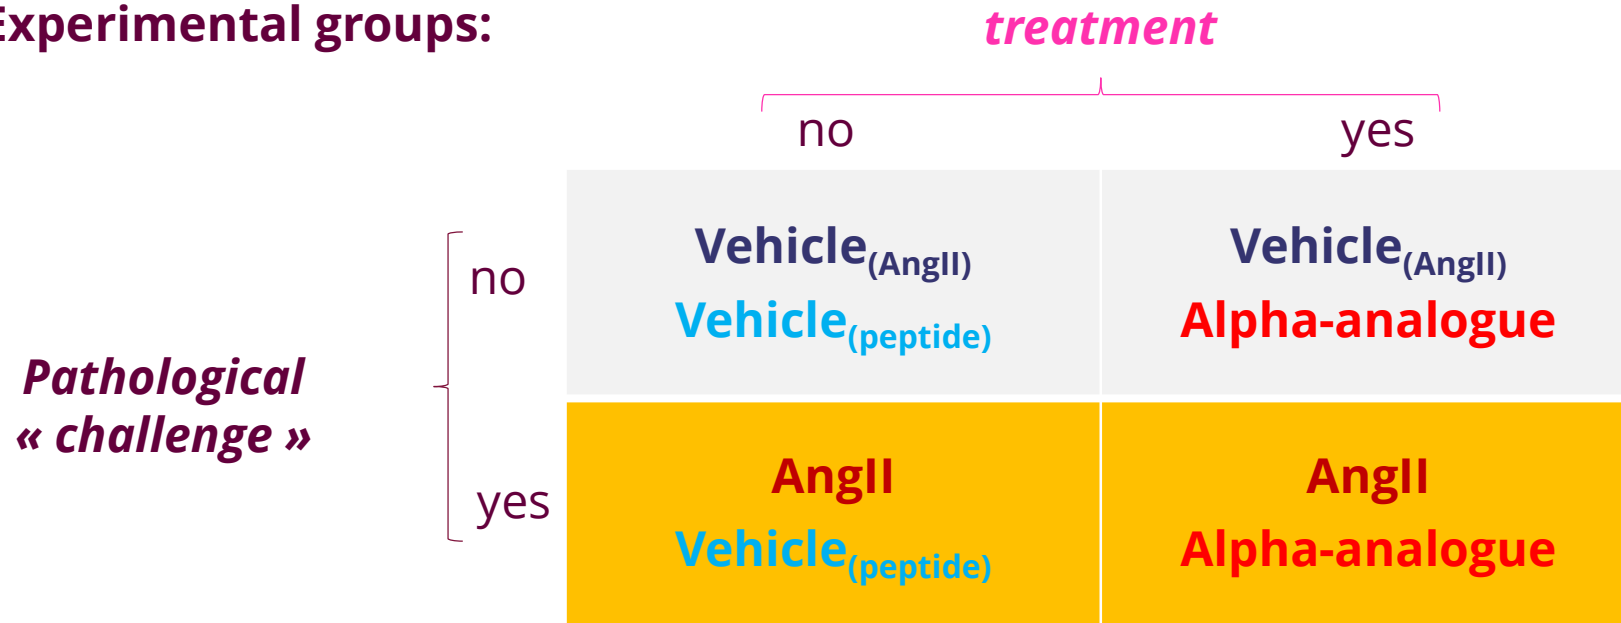 Experimental groups:
treatment
no
yes
Vehicle(AngII)
Vehicle(AngII)
no
Vehicle(peptide)
Alpha-analogue
Pathological
« challenge »
AngII
AngII
yes
Vehicle(peptide)
Alpha-analogue